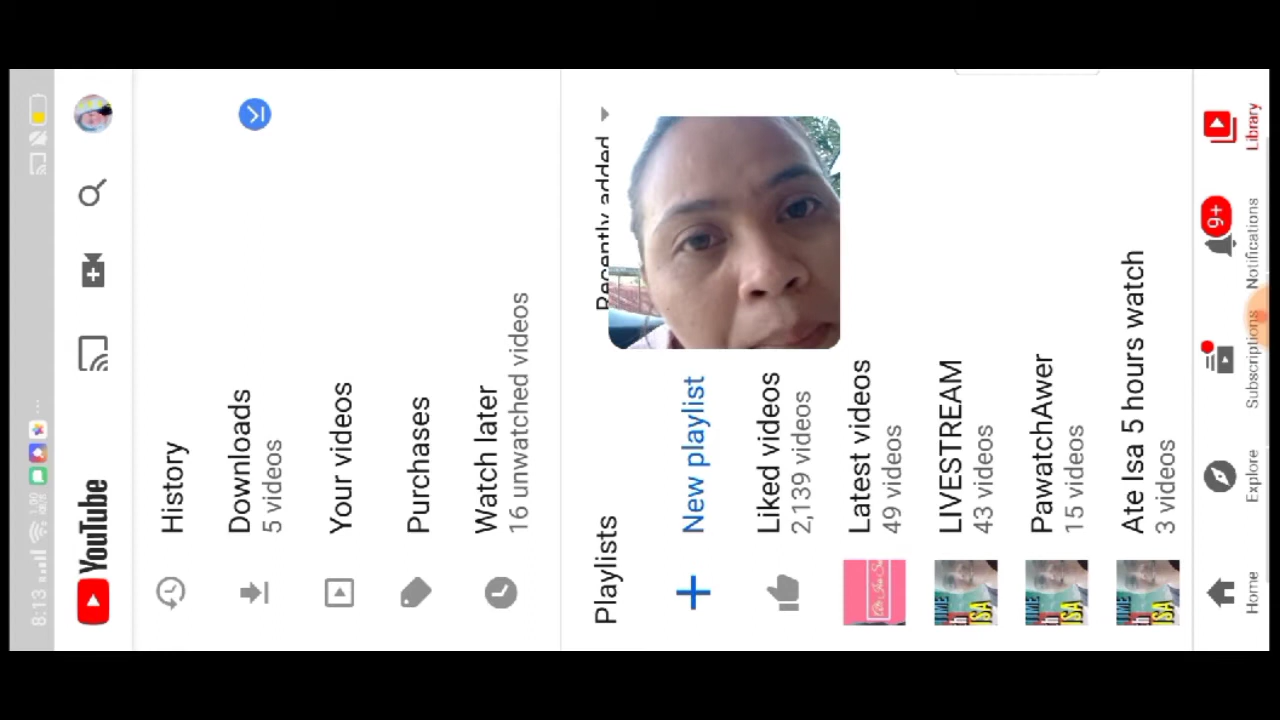 8:13
YouTube
History
Downloads
5 videos
Your videos
Purchases
Watch later
16 unwatched videos
Playlists
Recently added
New playlist
Liked videos
2,139 videos
Latest videos
49 videos
LIVESTREAM
43 videos
PawatchAwer
15 videos
Ate Isa 5 hours watch
3 videos
Home
Explore
Subscriptions
9+
Notifications
Library